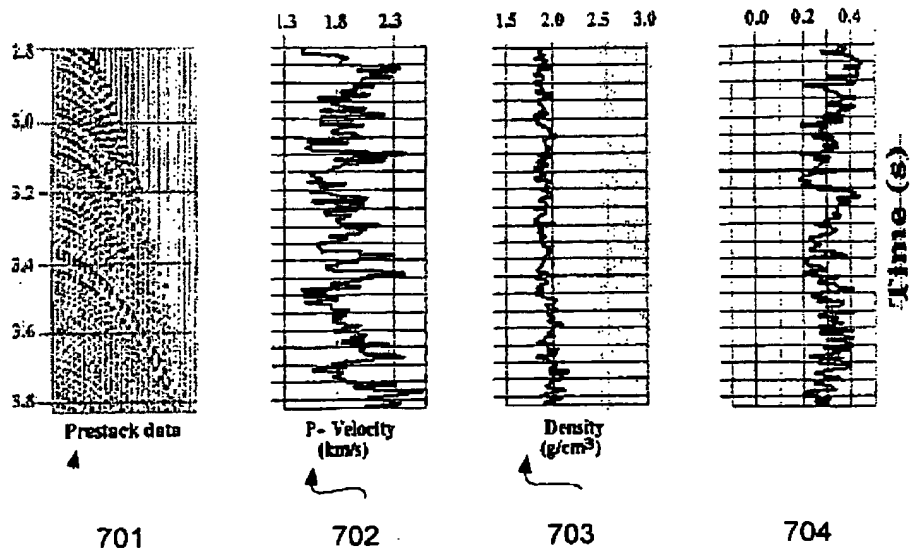 1.3 1.8 2.3
1.5 2.0 2.5 3.0
0.0 0.2 0.4
2.8
3.0
3.2
3.4
3.6
3.8
Time (s)
Prestack data
P- Velocity
(km/s)
Density
(g/cm³)
701
702
703
704